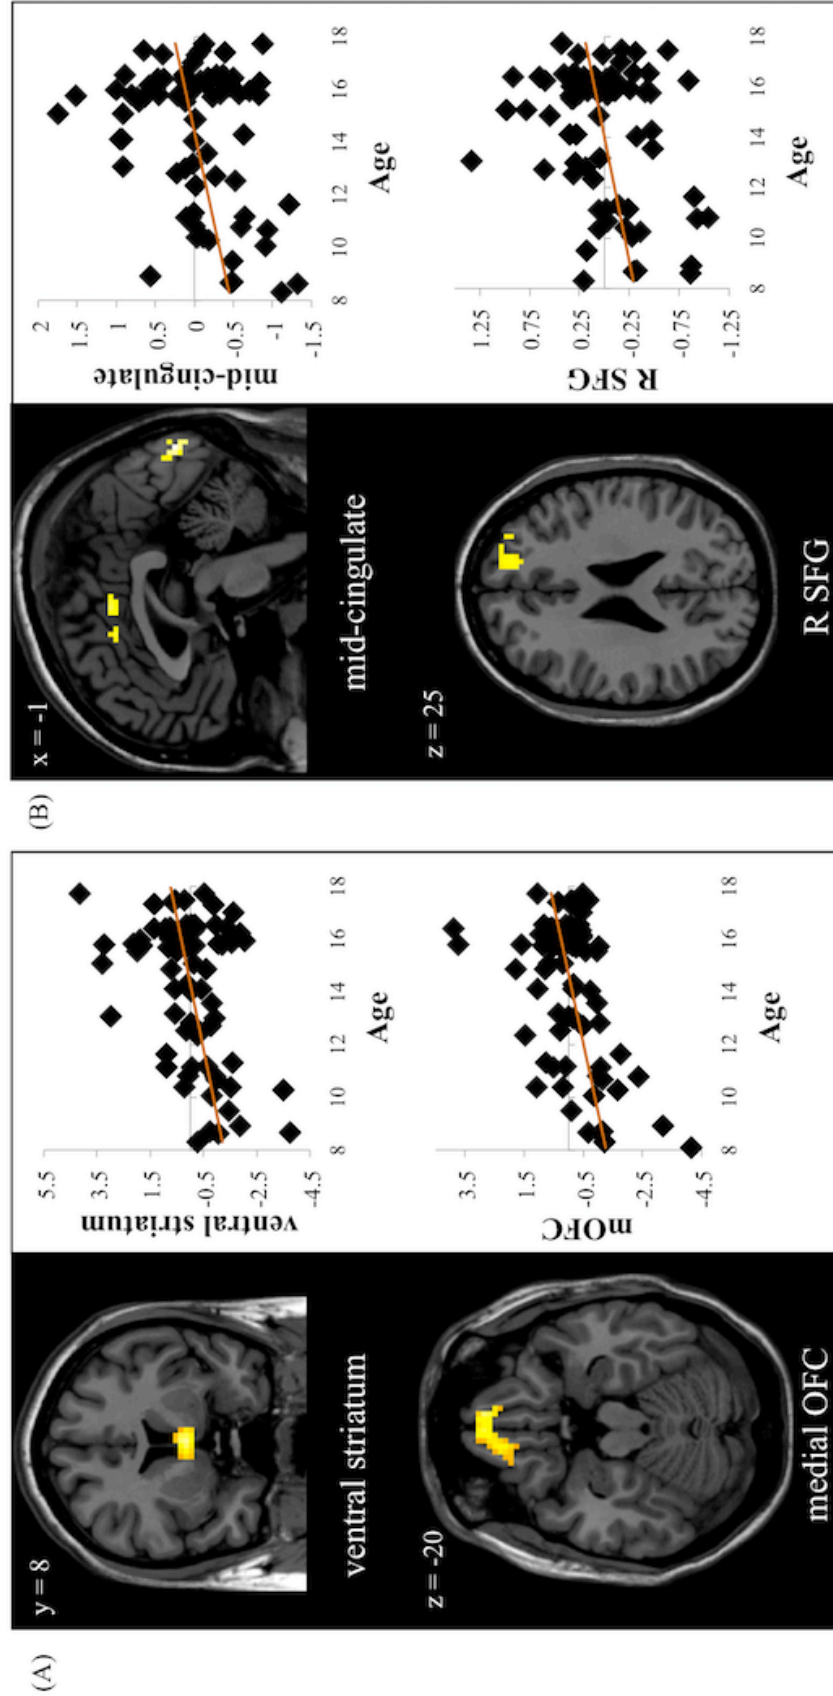 (A)
y = 8
ventral striatum
ventral striatum
5.5
3.5
1.5
-0.5
-2.5
-4.5
8
10
12
14
16
18
Age
z = -20
medial OFC
mOFC
3.5
1.5
-0.5
-2.5
-4.5
8
10
12
14
16
18
Age
(B)
x = -1
mid-cingulate
mid-cingulate
2
1.5
1
0.5
0
-0.5
-1
-1.5
8
10
12
14
16
18
Age
z = 25
R SFG
R SFG
1.25
0.75
0.25
-0.25
-0.75
-1.25
8
10
12
14
16
18
Age